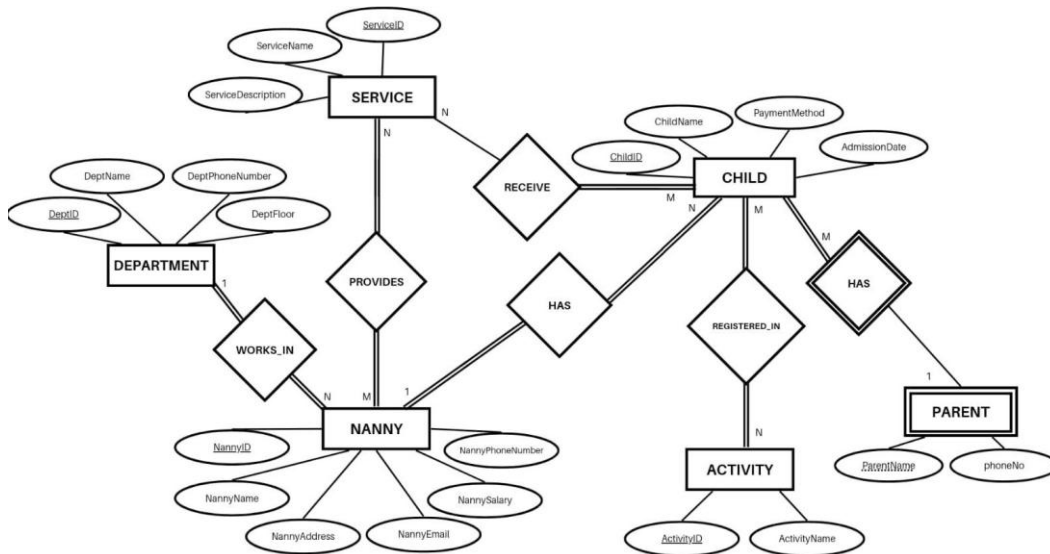 ServiceID
ServiceName
ServiceDescription
SERVICE
N
N
ChildName
PaymentMethod
ChildID
AdmissionDate
CHILD
RECEIVE
M
N
M
M
DeptName
DeptPhoneNumber
DeptID
DeptFloor
DEPARTMENT
1
PROVIDES
HAS
HAS
REGISTERED_IN
WORKS_IN
N
M
1
1
NANNY
PARENT
NannyID
NannyPhoneNumber
N
ParentName
phoneNo
ACTIVITY
NannyName
NannySalary
NannyAddress
NannyEmail
ActivityID
ActivityName